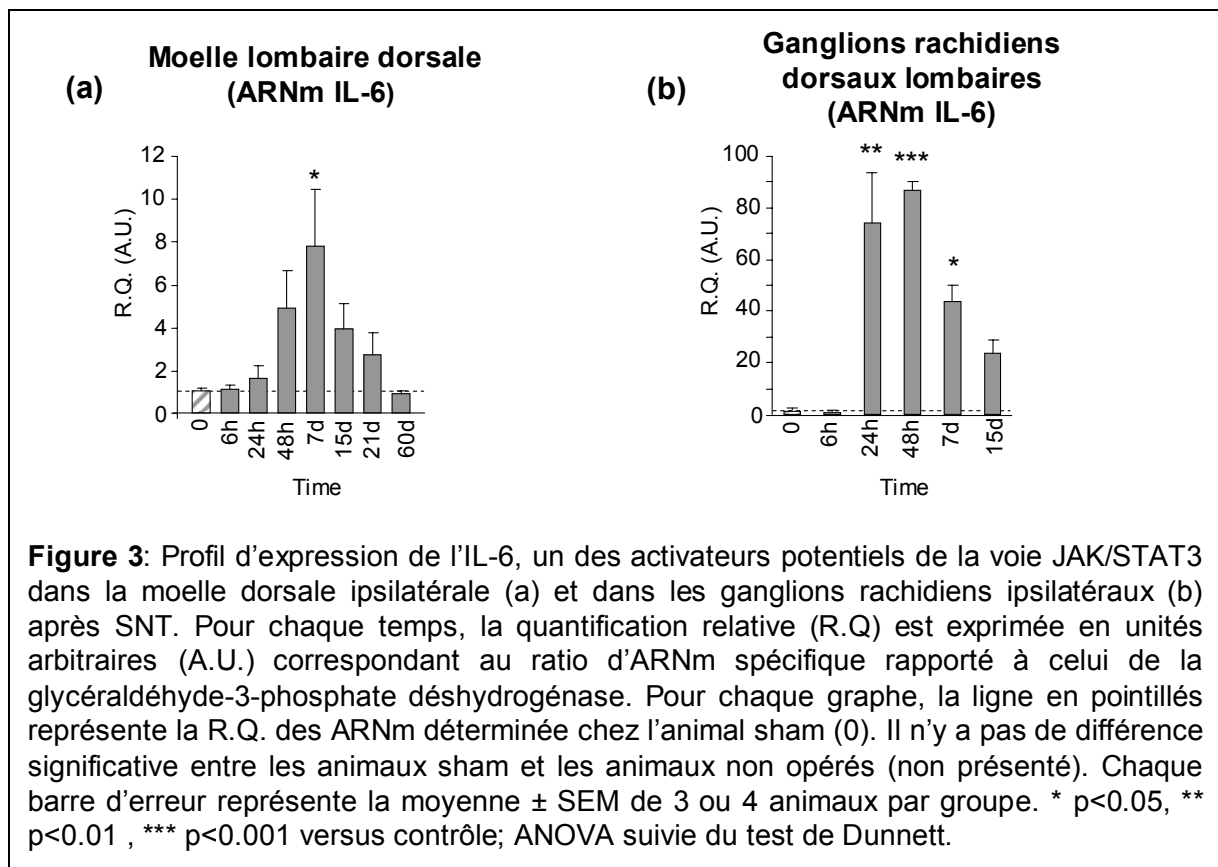 Moelle lombaire dorsale
(ARNm IL-6)
(a)
R.Q. (A.U.)
12
10
8
6
4
2
0
*
0 6h 24h 48h 7d 15d 21d 60d
Time
Ganglions rachidiens
dorsaux lombaires
(ARNm IL-6)
(b)
R.Q. (A.U.)
100
80
60
40
20
0
** *** *
0 6h 24h 48h 7d 15d
Time
Figure 3: Profil d’expression de l’IL-6, un des activateurs potentiels de la voie JAK/STAT3
dans la moelle dorsale ipsilatérale (a) et dans les ganglions rachidiens ipsilatéraux (b)
après SNT. Pour chaque temps, la quantification relative (R.Q) est exprimée en unités
arbitraires (A.U.) correspondant au ratio d’ARNm spécifique rapporté à celui de la
glycéraldéhyde-3-phosphate déshydrogénase. Pour chaque graphe, la ligne en pointillés
représente la R.Q. des ARNm déterminée chez l’animal sham (0). Il n’y a pas de différence
significative entre les animaux sham et les animaux non opérés (non présenté). Chaque
barre d’erreur représente la moyenne ± SEM de 3 ou 4 animaux par groupe. * p<0.05, **
p<0.01 , *** p<0.001 versus contrôle; ANOVA suivie du test de Dunnett.